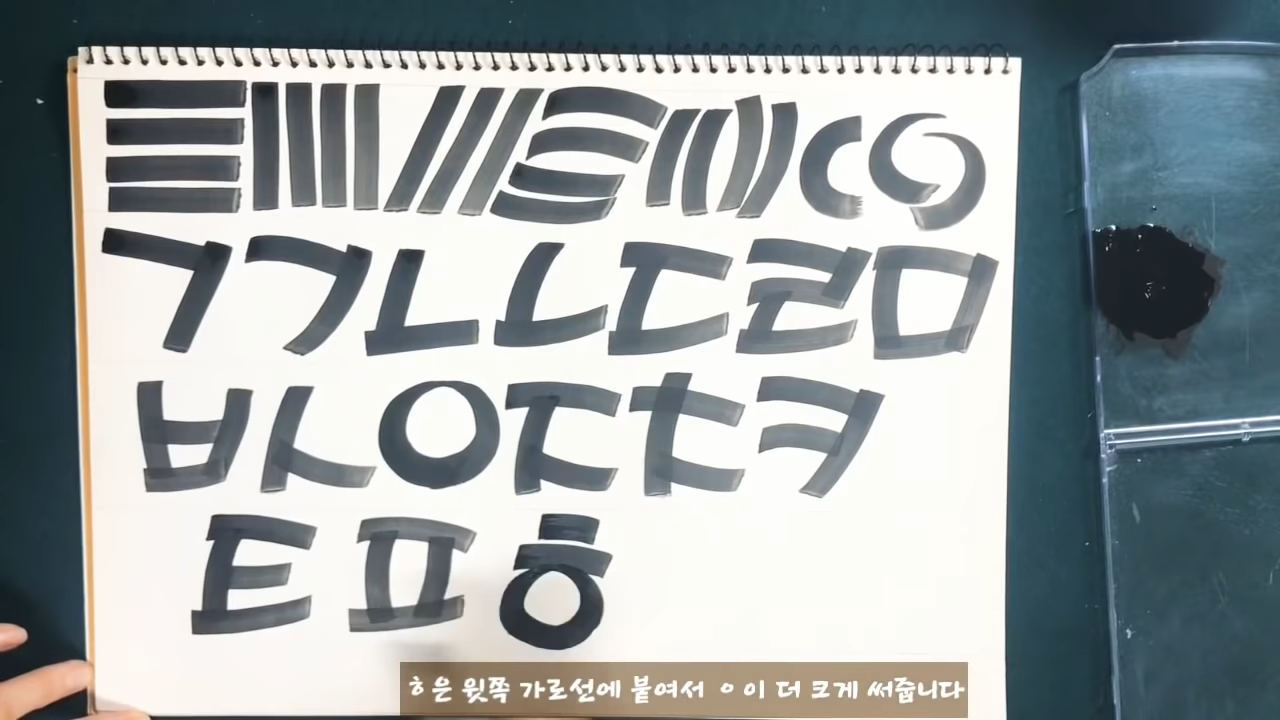 ㄱ ㄱ ㄴ ㄴ ㄷ ㄹ ㅁ
ㅂ ㅅ ㅇ ㅈ ㅊ ㅋ
ㅌ ㅍ ㅎ
ㅎ은 윗쪽 가로선에 붙여서 ㅇ이 더 크게 써줍니다